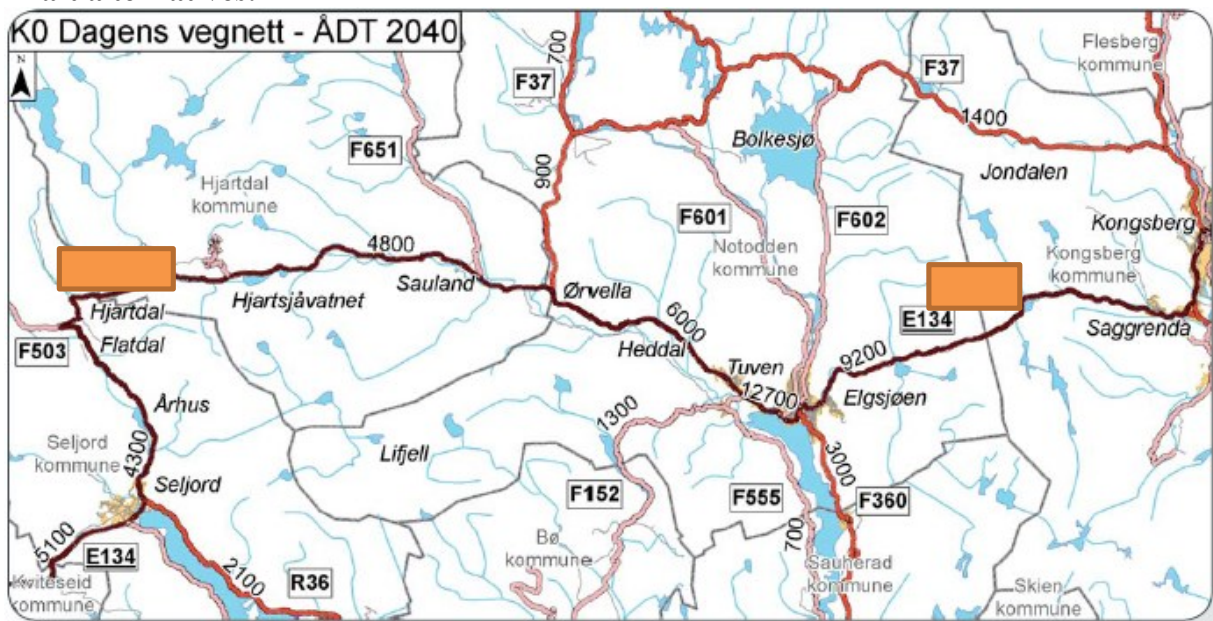 K0 Dagens vegnett - ÅDT 2040
N
700
F37
F37
Flesberg
kommune
1400
F651
Bolkesjø
Jondalen
900
Hjartdal
kommune
F601
F602
Kongsberg
4800
Notodden
kommune
Kongsberg
kommune
Sauland
Ørvella
Hjartsjåvatnet
Hjartdal
6000
E134
Saggrenda
F503
Flatdal
Heddal
9200
Tuven
12700
Elgsjøen
Århus
1300
Seljord
kommune
4300
Lifjell
3000
Seljord
F152
F555
F360
5100
E134
Bø
kommune
700
Sauherad
kommune
Kviteseid
kommune
2100
R36
Skien
kommune